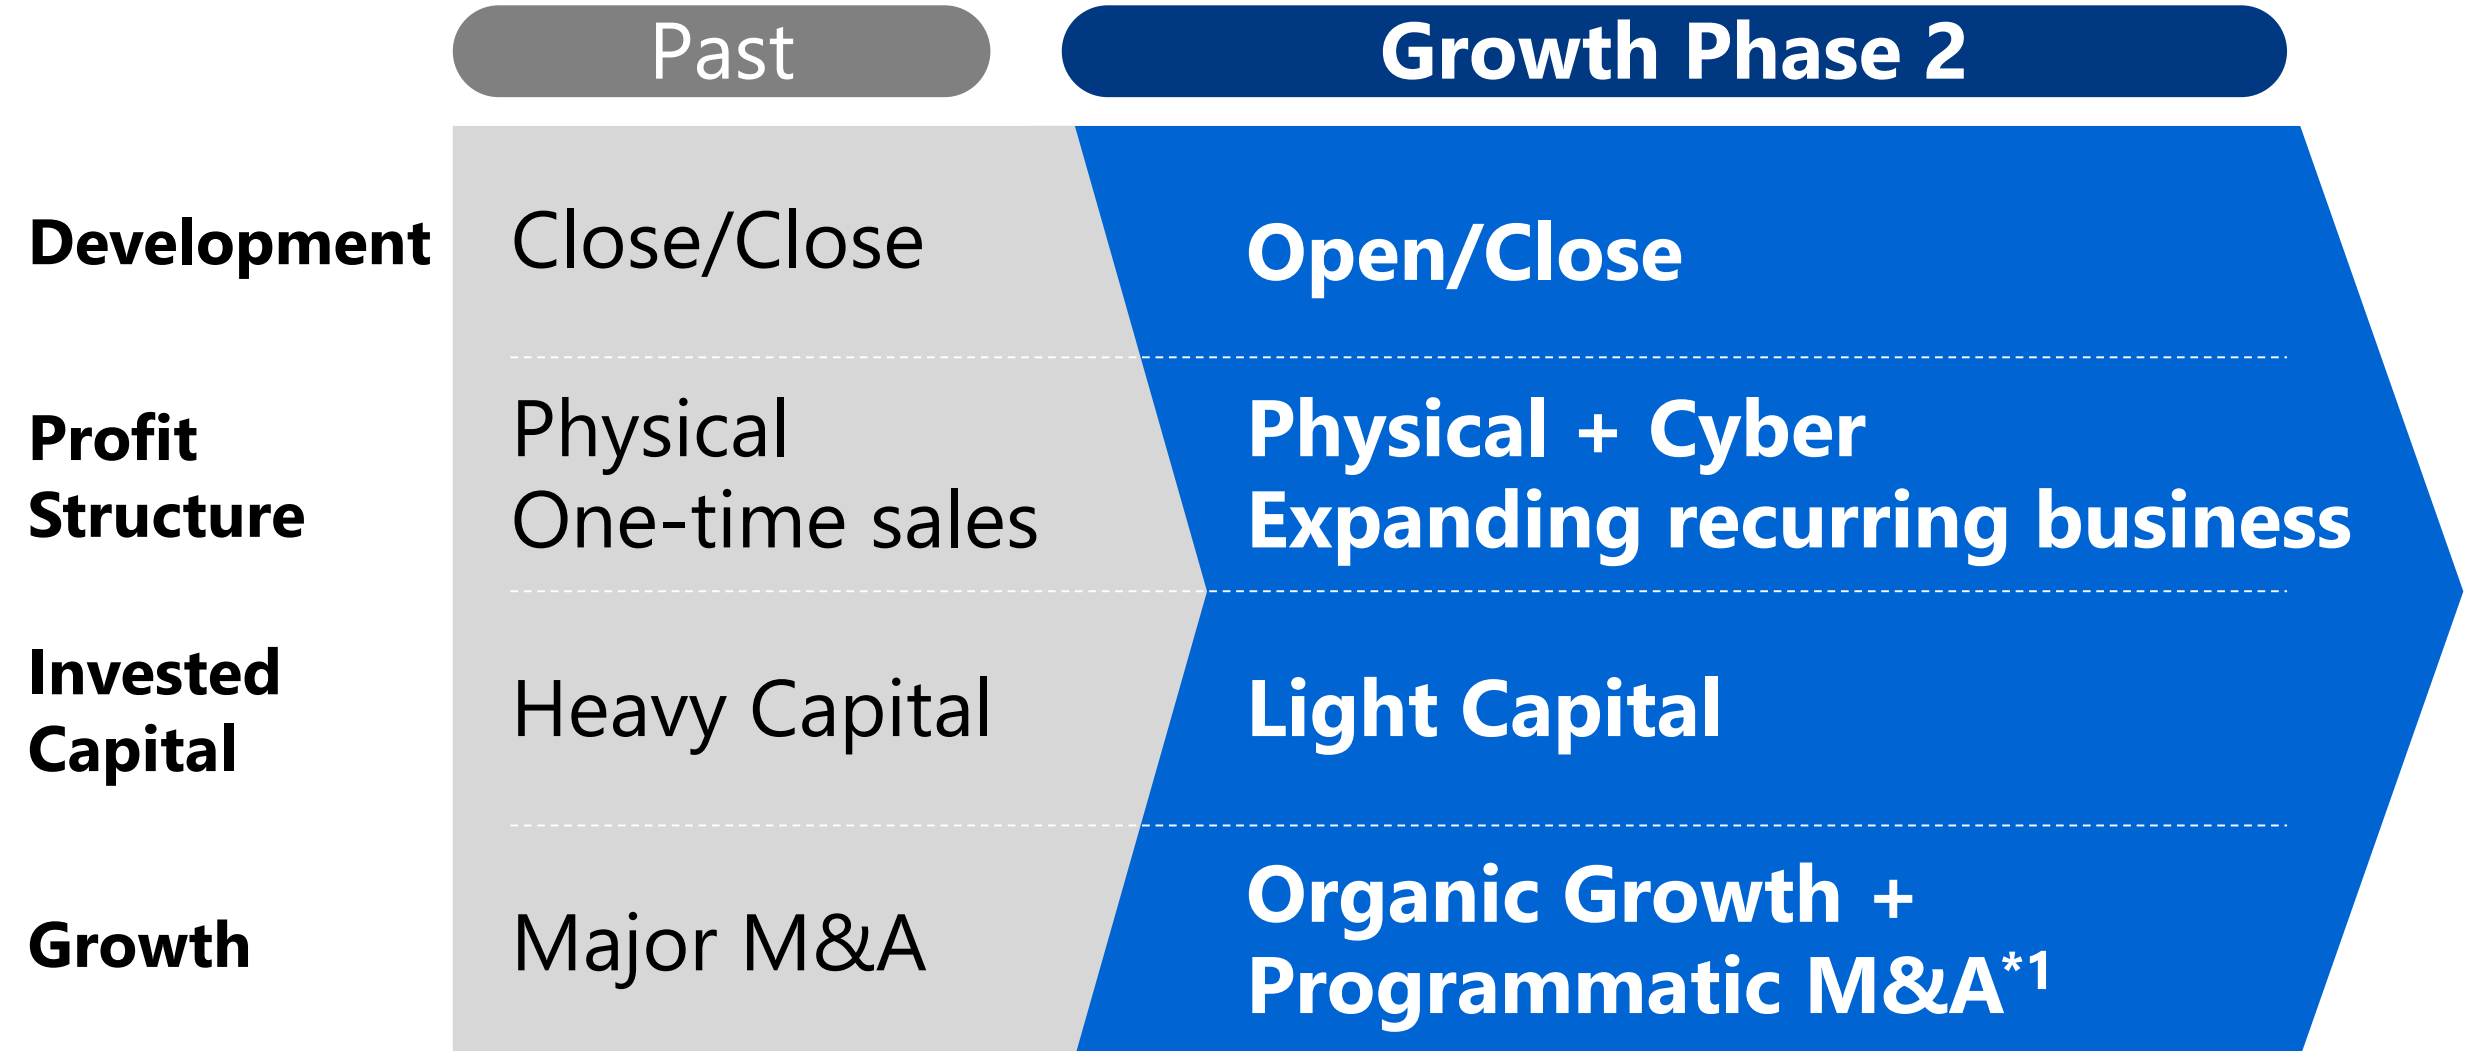 Past
Growth Phase 2
Development
Close/Close
Open/Close
Profit
Structure
Physical
One-time sales
Physical + Cyber
Expanding recurring business
Invested
Capital
Heavy Capital
Light Capital
Growth
Major M&A
Organic Growth +
Programmatic M&A*1